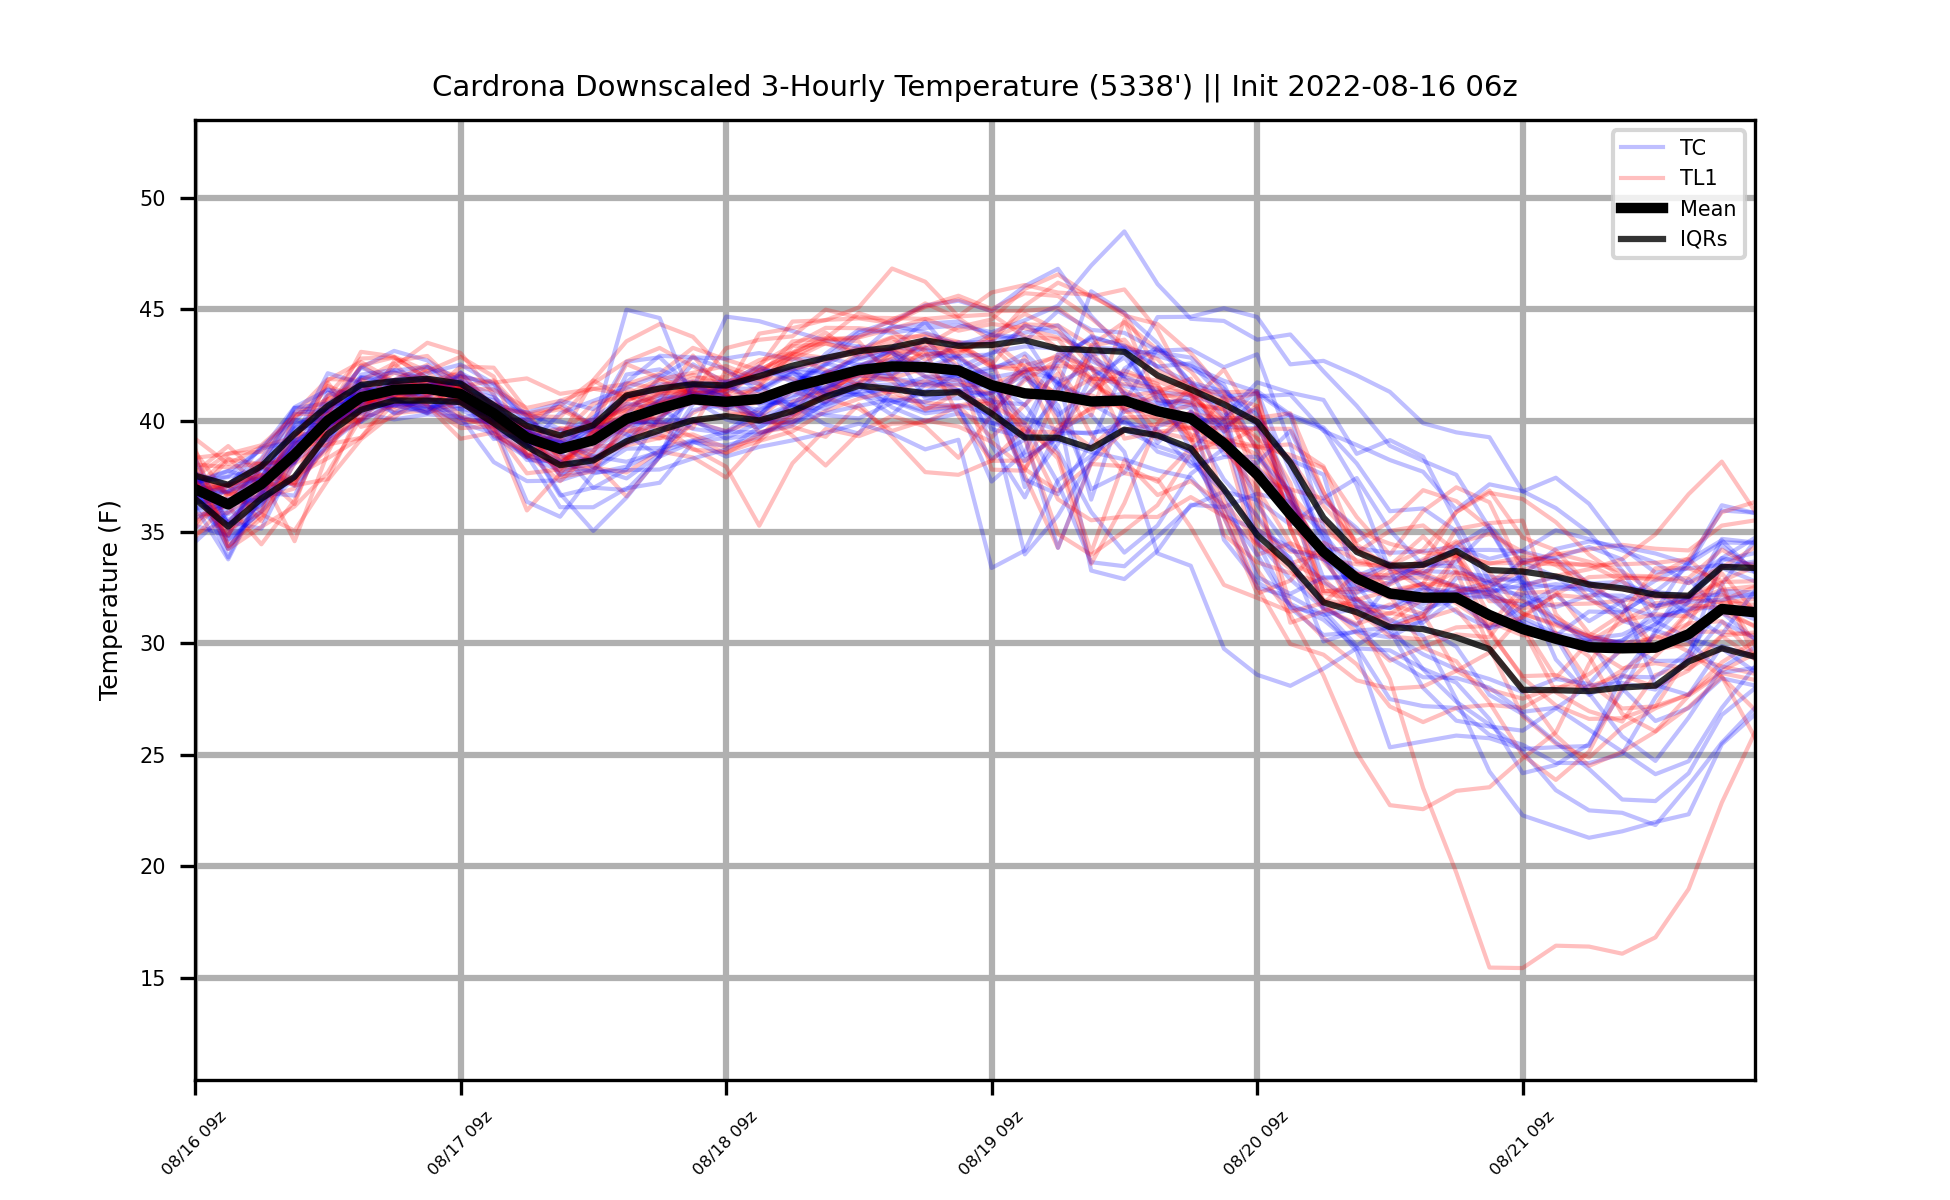 Cardrona Downscaled 3-Hourly Temperature (5338') || Init 2022-08-16 06z
TC
TL1
Mean
IQRs
Temperature (F)
50
45
40
35
30
25
20
15
08/16 09z
08/17 09z
08/18 09z
08/19 09z
08/20 09z
08/21 09z